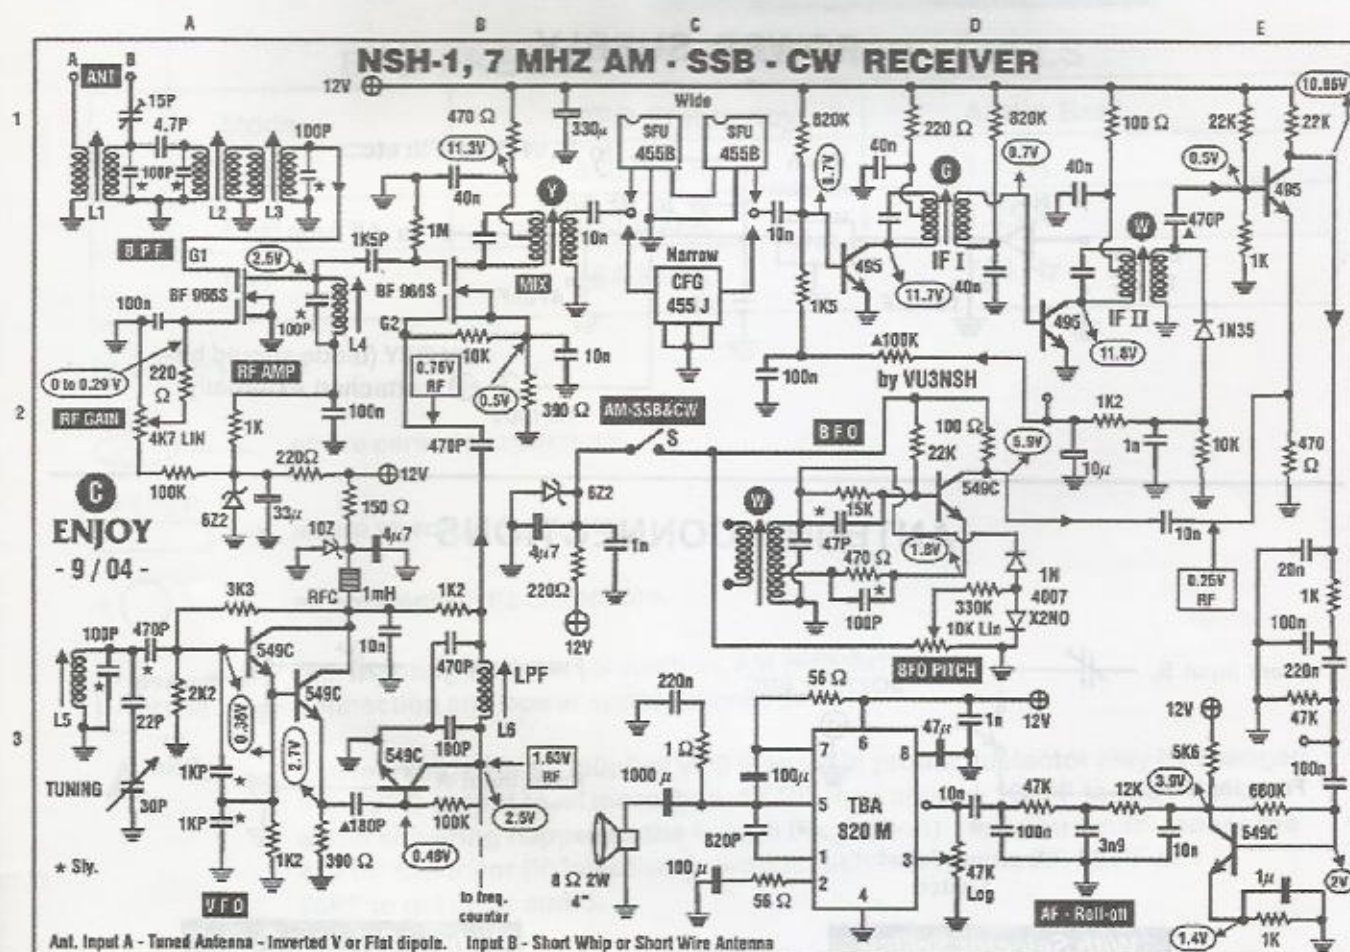 A B C D E
NSH-1, 7 MHZ AM - SSB - CW RECEIVER
1
2
3
A B
ANT
15P
4.7P
100P
100P
*
*
*
L1
L2
L3
B.P.F.
12V
470 Ω
11.3V
330µ
40n
1M
1K5P
2.5V
G1
BF 966S
BF 966S
G2
100P
L4
RF AMP
100n
0 to 0.29 V
220
Ω
RF GAIN
4K7 LIN
1K
100n
100K
220Ω
12V
6Z2
33µ
150 Ω
10Z
4µ7
C
ENJOY
- 9 / 04 -
Y
MIX
10n
Wide
SFU
455B
SFU
455B
Narrow
CFG
455 J
10n
10K
0.76V
RF
0.5V
10n
390 Ω
470P
AM-SSB&CW
S
6Z2
4µ7
1n
220Ω
12V
820K
40n
220 Ω
820K
40n
100 Ω
0.7V
G
IF I
495
11.7V
40n
1K5
100n
▲100K
by VU3NSH
495
11.8V
W
IF II
22K
22K
10.86V
0.5V
495
470P
▲
1K
1N35
1K2
1n
10µ
10K
470
Ω
B F O
100 Ω
22K
5.9V
549C
W
15K
*
47P
470 Ω
1.8V
100P
*
330K
1N
4007
X2NO
10K Lin
BFO PITCH
10n
0.25V
RF
20n
1K
100n
220n
47K
100n
3K3
RFC
1mH
1K2
100P
470P
*
*
L5
22P
2K2
549C
549C
10n
470P
LPF
L6
180P
549C
0.36V
2.7V
TUNING
30P
1KP
*
1KP
*
1K2
390 Ω
▲180P
100K
0.48V
1.63V
RF
2.5V
to freq.
counter
* Sly.
V F O
220n
1 Ω
1000 µ
8 Ω 2W
4"
56 Ω
100µ
820P
100 µ
56 Ω
7 6 8
5
1
2
4
3
TBA
820 M
47µ
1n
12V
10n
47K
100n
47K
Log
3n9
12K
10n
12V
5K6
3.9V
660K
549C
2V
1µ
1K
1.4V
AF - Roll-off
Ant. Input A - Tuned Antenna - Inverted V or Flat dipole. Input B - Short Whip or Short Wire Antenna